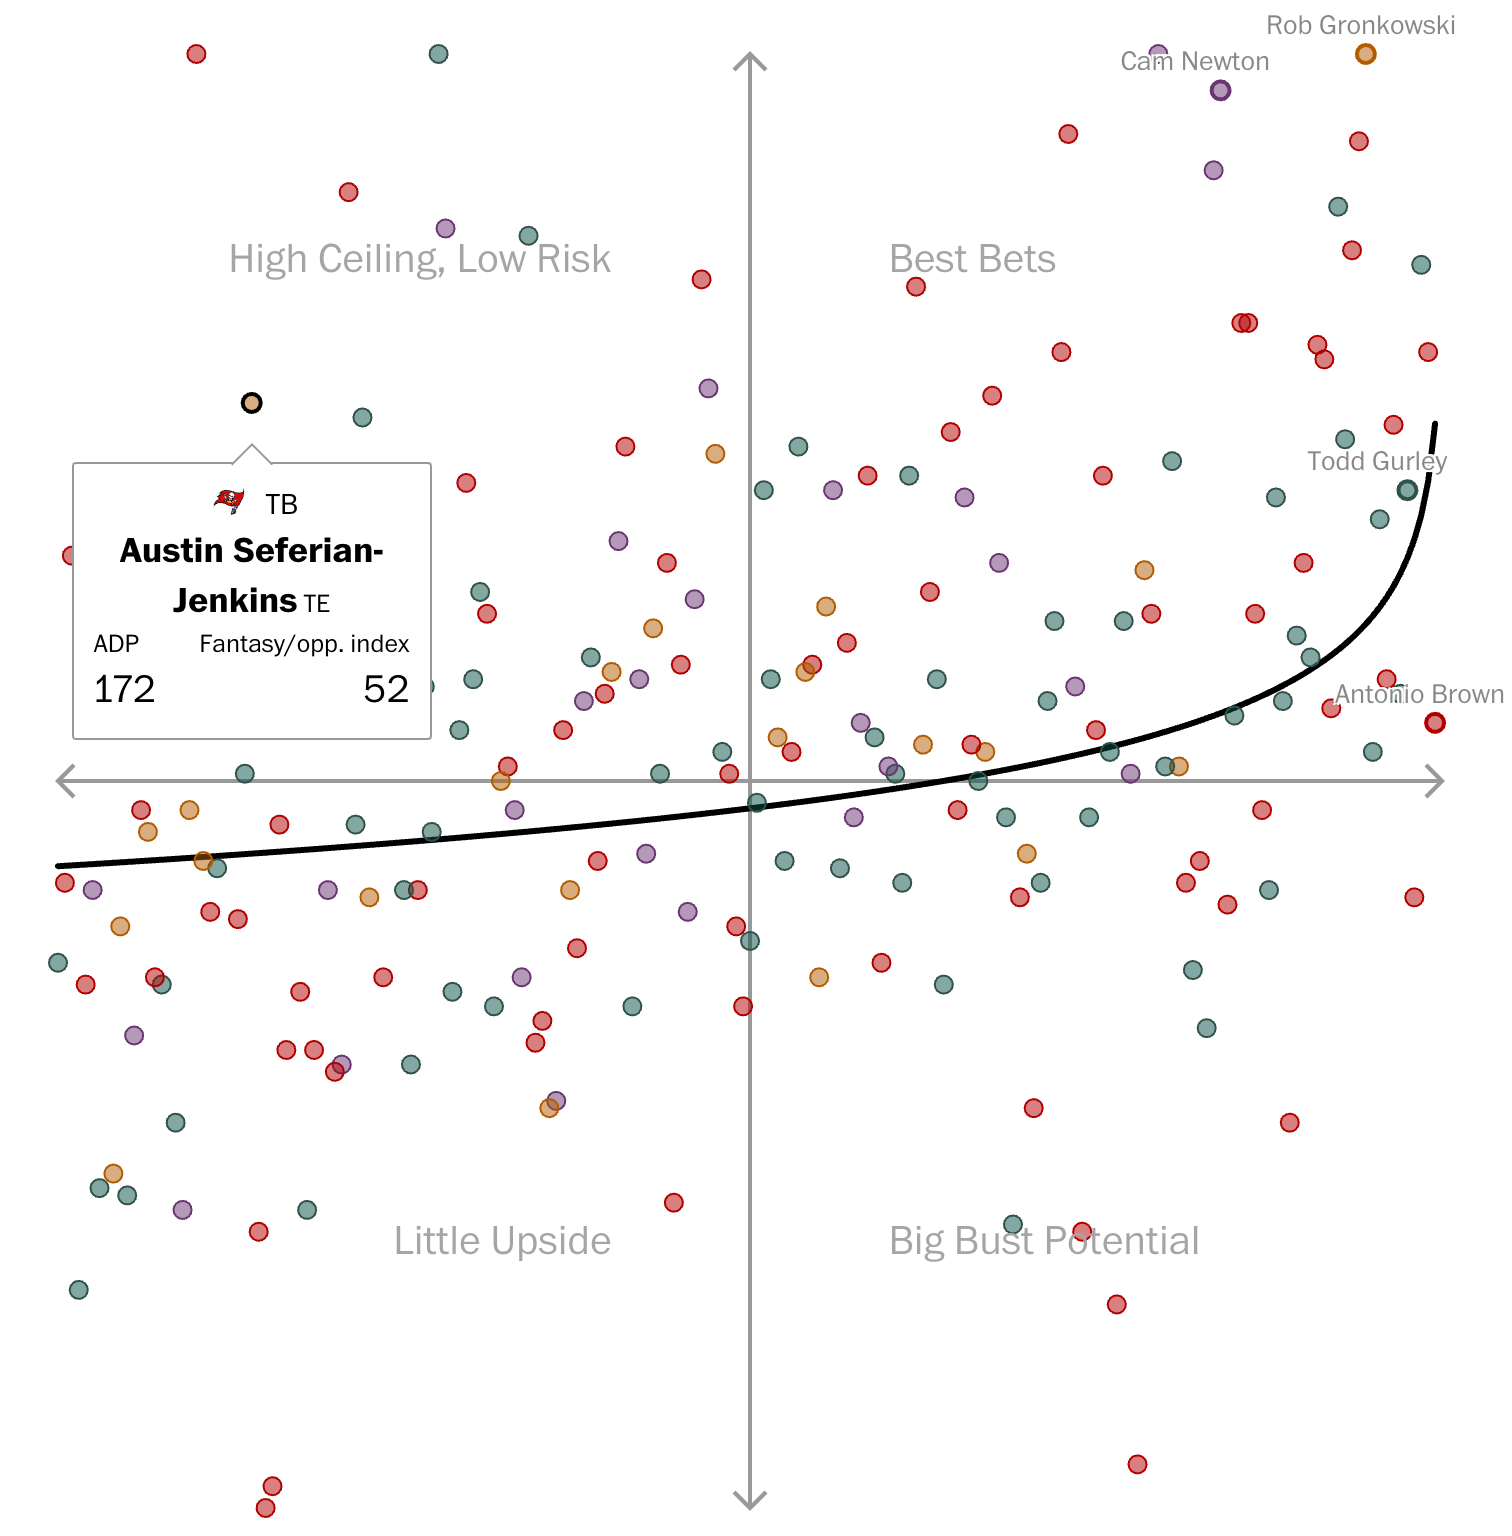 Rob Gronkowski
Cam Newton
High Ceiling, Low Risk
Best Bets
Todd Gurley
TB
Austin Seferian-
Jenkins TE
ADP Fantasy/opp. index
172 52
Antonio Brown
Little Upside
Big Bust Potential